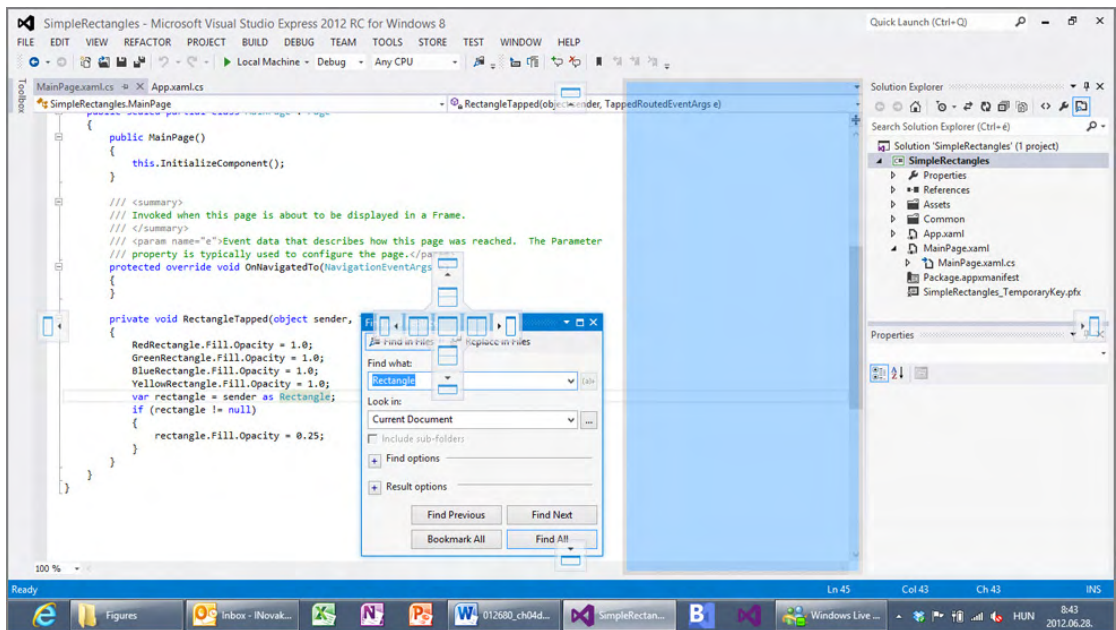 SimpleRectangles - Microsoft Visual Studio Express 2012 RC for Windows 8
Quick Launch (Ctrl+Q)
FILE EDIT VIEW REFACTOR PROJECT BUILD DEBUG TEAM TOOLS STORE TEST WINDOW HELP
Local Machine Debug Any CPU
Toolbox
MainPage.xaml.cs App.xaml.cs
SimpleRectangles.MainPage
RectangleTapped(object sender, TappedRoutedEventArgs e)
public sealed partial class MainPage : Page
{
public MainPage()
{
this.InitializeComponent();
}
/// <summary>
/// Invoked when this page is about to be displayed in a Frame.
/// </summary>
/// <param name="e">Event data that describes how this page was reached.  The Parameter
/// property is typically used to configure the page.</
protected override void OnNavigatedTo(NavigationEventArgs
{
}
private void RectangleTapped(object sender,
{
RedRectangle.Fill.Opacity = 1.0;
GreenRectangle.Fill.Opacity = 1.0;
BlueRectangle.Fill.Opacity = 1.0;
YellowRectangle.Fill.Opacity = 1.0;
var rectangle = sender as Rectangle;
if (rectangle != null)
{
rectangle.Fill.Opacity = 0.25;
}
}
}
}
Find in Files Replace in Files
Find what:
Rectangle
Look in:
Current Document
...
Include sub-folders
Find options
Result options
Find Previous Find Next
Bookmark All Find All
Solution Explorer
Search Solution Explorer (Ctrl+é)
Solution 'SimpleRectangles' (1 project)
SimpleRectangles
Properties
References
Assets
Common
App.xaml
MainPage.xaml
MainPage.xaml.cs
Package.appxmanifest
SimpleRectangles_TemporaryKey.pfx
Properties
100 %
Ready
Ln 45 Col 43 Ch 43 INS
Figures Inbox - INovak... 012680_ch04d... SimpleRectan... Windows Live ... HUN
8:43
2012.06.28.